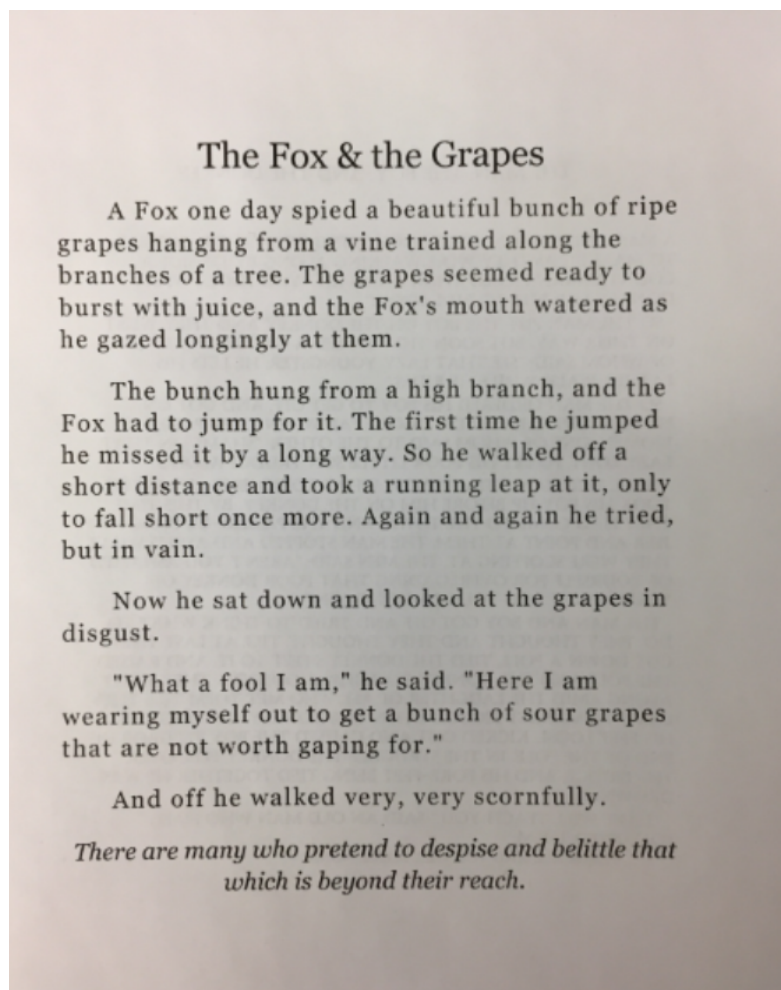 The Fox & the Grapes
A Fox one day spied a beautiful bunch of ripe
grapes hanging from a vine trained along the
branches of a tree. The grapes seemed ready to
burst with juice, and the Fox's mouth watered as
he gazed longingly at them.
The bunch hung from a high branch, and the
Fox had to jump for it. The first time he jumped
he missed it by a long way. So he walked off a
short distance and took a running leap at it, only
to fall short once more. Again and again he tried,
but in vain.
Now he sat down and looked at the grapes in
disgust.
"What a fool I am," he said. "Here I am
wearing myself out to get a bunch of sour grapes
that are not worth gaping for."
And off he walked very, very scornfully.
There are many who pretend to despise and belittle that
which is beyond their reach.